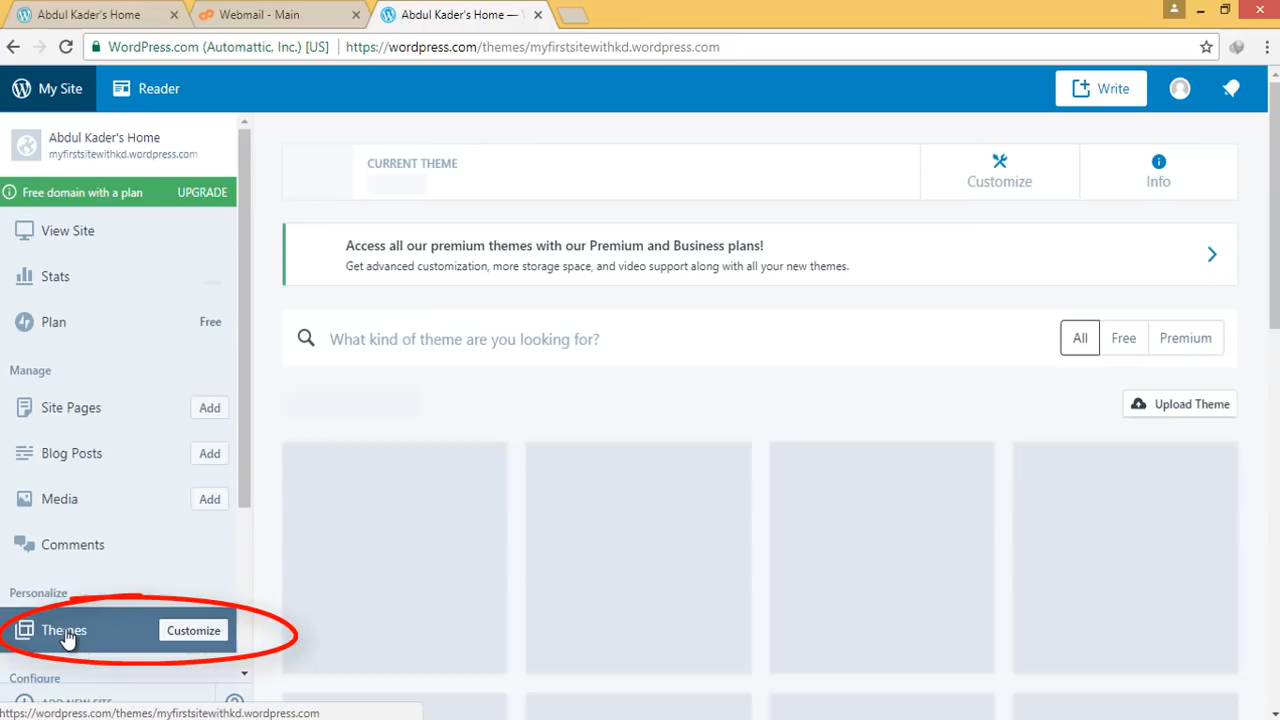 Abdul Kader's Home
Webmail - Main
Abdul Kader's Home —
WordPress.com (Automattic, Inc.) [US]
https://wordpress.com/themes/myfirstsitewithkd.wordpress.com
My Site
Reader
Write
Abdul Kader's Home
myfirstsitewithkd.wordpress.com
Free domain with a plan
UPGRADE
View Site
Stats
Plan
Free
Manage
Site Pages
Add
Blog Posts
Add
Media
Add
Comments
Personalize
Themes
Customize
Configure
ADD NEW SITE
CURRENT THEME
Customize
Info
Access all our premium themes with our Premium and Business plans!
Get advanced customization, more storage space, and video support along with all your new themes.
What kind of theme are you looking for?
All
Free
Premium
Upload Theme
https://wordpress.com/themes/myfirstsitewithkd.wordpress.com